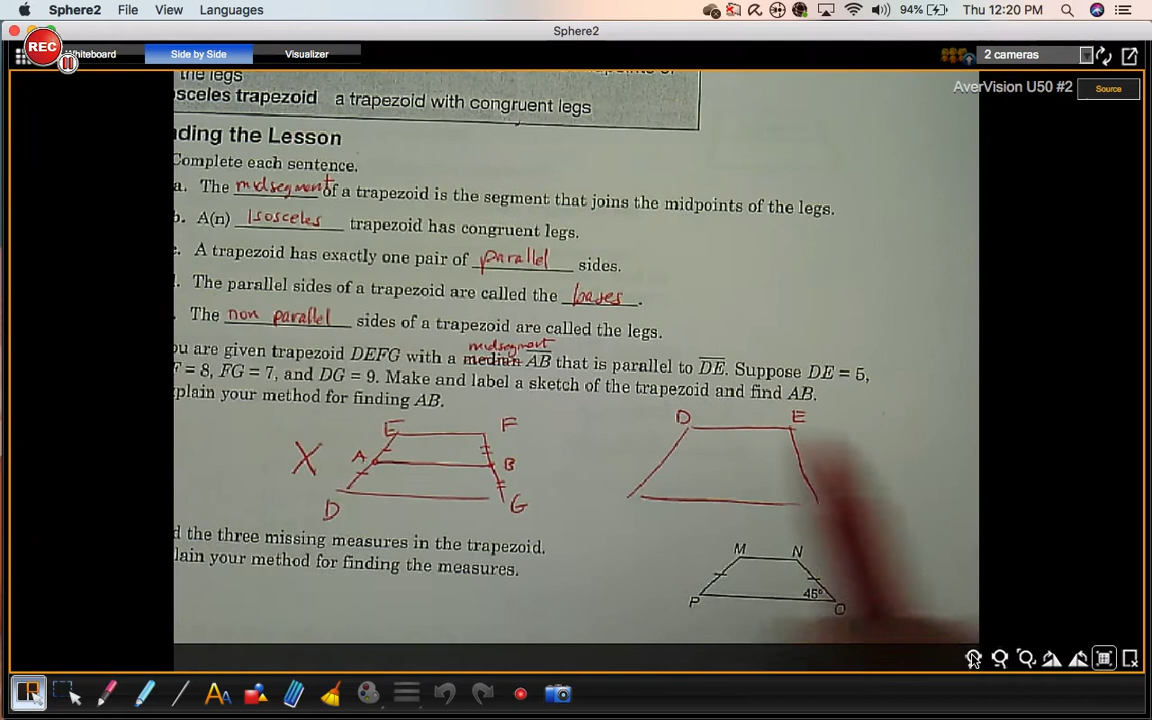 Sphere2 File View Languages 94% Thu 12:20 PM
Sphere2
REC Whiteboard Side by Side Visualizer 2 cameras
AverVision U50 #2 Source
the legs
sceles trapezoid a trapezoid with congruent legs
ding the Lesson
Complete each sentence.
a. The midsegment of a trapezoid is the segment that joins the midpoints of the legs.
b. A(n) Isosceles trapezoid has congruent legs.
c. A trapezoid has exactly one pair of parallel sides.
The parallel sides of a trapezoid are called the bases.
The non parallel sides of a trapezoid are called the legs.
midsegment
ou are given trapezoid DEFG with a median AB that is parallel to DE. Suppose DE = 5,
F = 8, FG = 7, and DG = 9. Make and label a sketch of the trapezoid and find AB.
plain your method for finding AB.
E F
D E
X A B
D G
d the three missing measures in the trapezoid.
lain your method for finding the measures.
M N
P 45° O